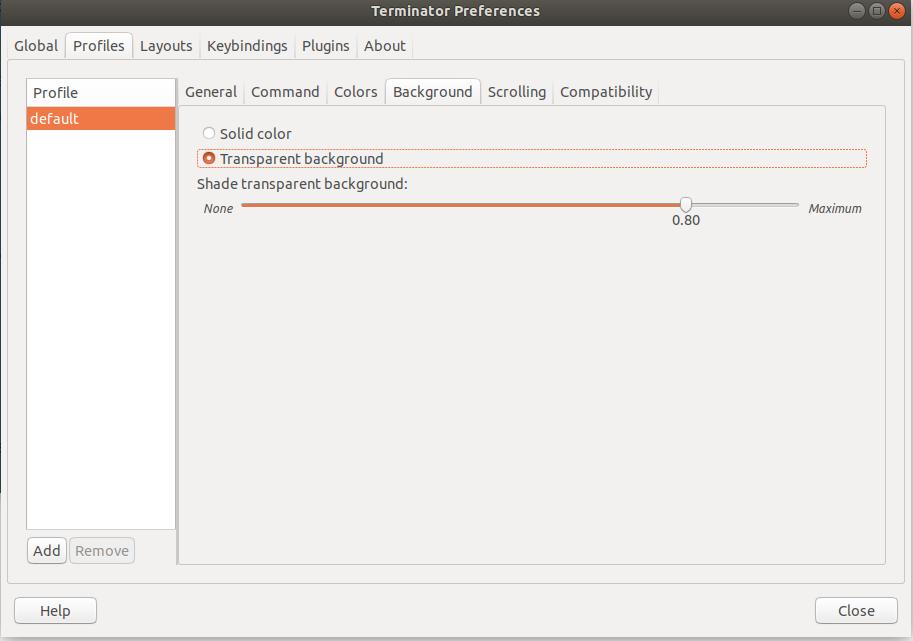 Terminator Preferences
Global Profiles Layouts Keybindings Plugins About
Profile
default
General Command Colors Background Scrolling Compatibility
Solid color
Transparent background
Shade transparent background:
None Maximum
0.80
Add Remove
Help Close